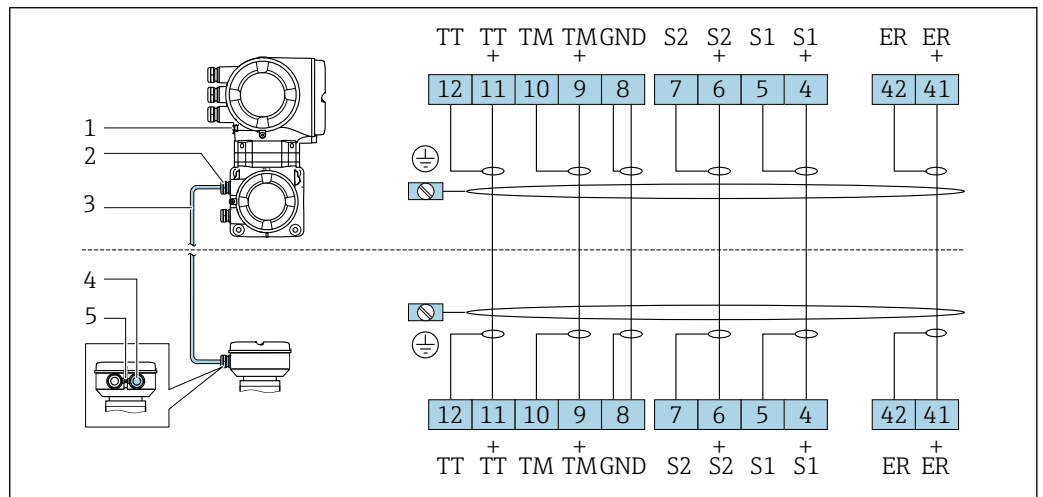 TT TT TM TM GND S2 S2 S1 S1 ER ER
+ + + + +
12 11 10 9 8 7 6 5 4 42 41
1
2
3
4
5
12 11 10 9 8 7 6 5 4 42 41
+ + + + +
TT TT TM TM GND S2 S2 S1 S1 ER ER